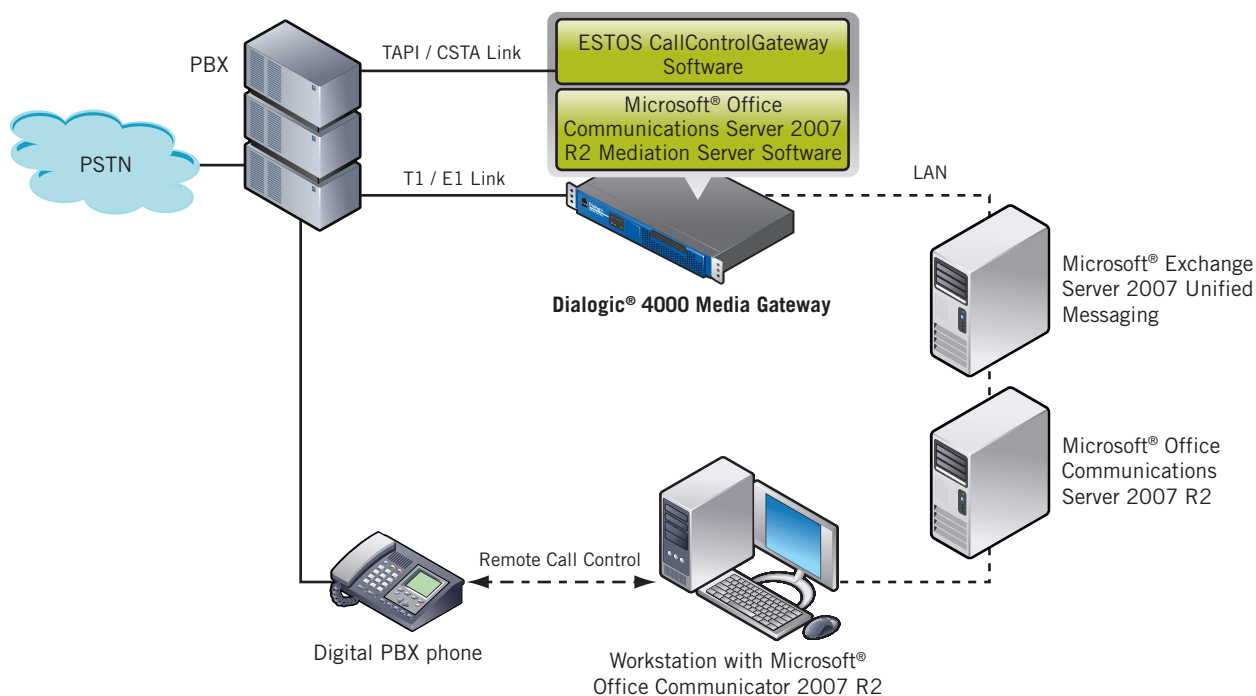 PBX
TAPI / CSTA Link
ESTOS CallControlGateway
Software
Microsoft® Office
Communications Server 2007
R2 Mediation Server Software
PSTN
T1 / E1 Link
LAN
Dialogic® 4000 Media Gateway
Microsoft® Exchange
Server 2007 Unified
Messaging
Microsoft® Office
Communications
Server 2007 R2
Remote Call Control
Digital PBX phone
Workstation with Microsoft®
Office Communicator 2007 R2